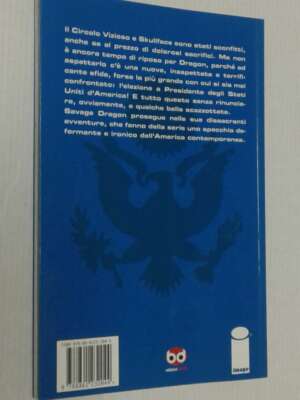 Il Circolo Vizioso e Skullface sono stati sconfitti,
anche se al prezzo di dolorosi sacrifici. Ma non
è ancora tempo di riposo per Dragon, perché ad
aspettarlo c'è una nuova, inaspettata e terrifi-
cante sfida, forse la più grande con cui si sia mai
confrontato: l'elezione a Presidente degli Stati
Uniti d'America! E tutto questo senza rinuncia-
re, ovviamente, a qualche bella scazzottata.
Savage Dragon prosegue nelle sue dissacranti
avventure, che fanno della serie uno specchio de-
formante e ironico dell'America contemporanea.
bd
image